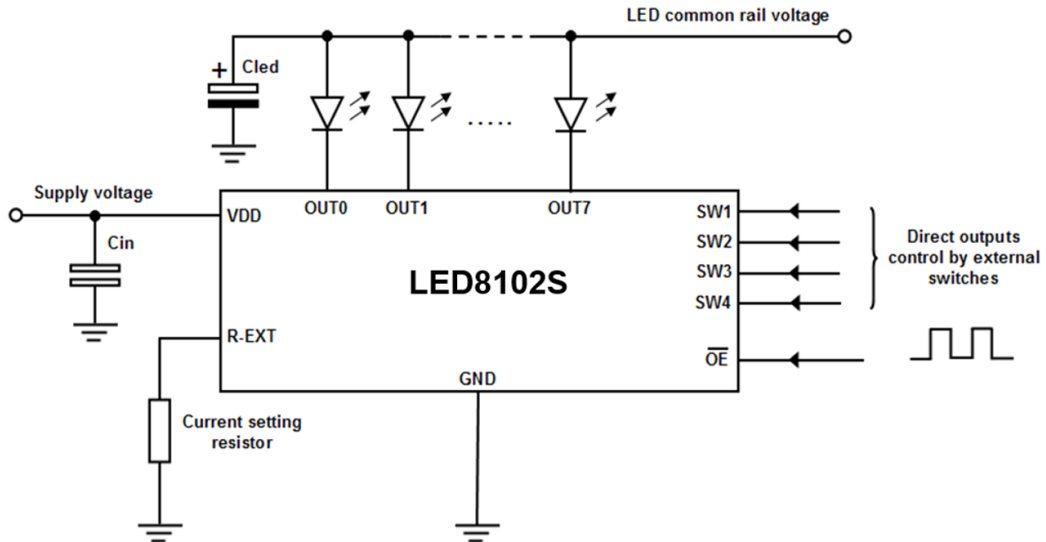 LED common rail voltage
+ Cled
.....
Supply voltage
Cin
VDD
OUT0
OUT1
OUT7
SW1
SW2
SW3
SW4
Direct outputs
control by external
switches
LED8102S
R-EXT
OE
GND
Current setting
resistor